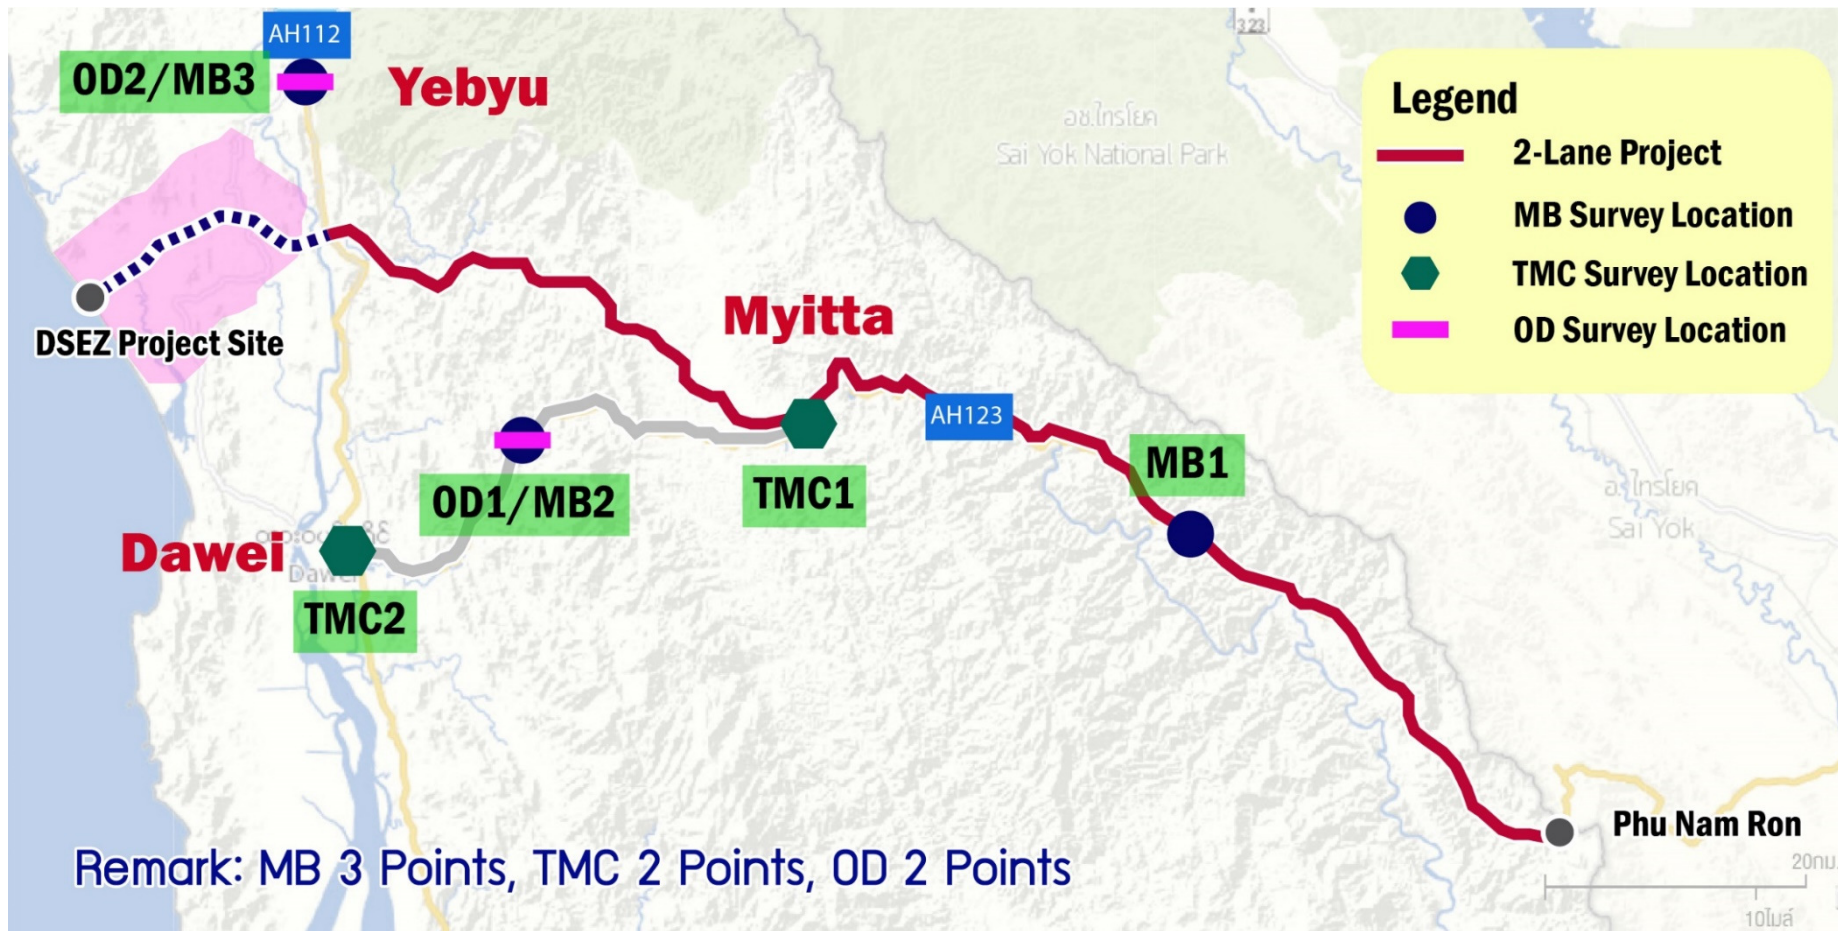 AH112
323
OD2/MB3
Yebyu
Legend
2-Lane Project
MB Survey Location
TMC Survey Location
OD Survey Location
อช.ไทรโยค
Sai Yok National Park
DSEZ Project Site
Myitta
AH123
MB1
OD1/MB2
TMC1
อ.ไทรโยค
Sai Yok
Dawei
Dawei
TMC2
Phu Nam Ron
Remark: MB 3 Points, TMC 2 Points, OD 2 Points
20กม.
10ไมล์